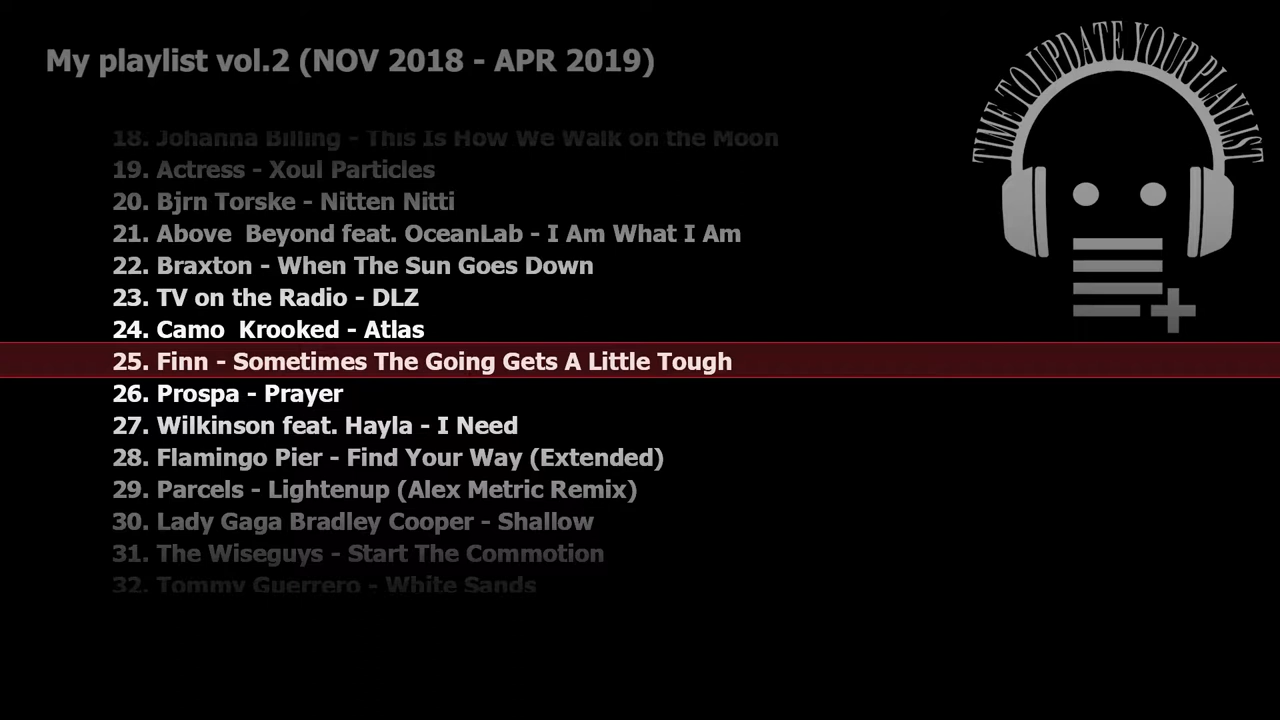 My playlist vol.2 (NOV 2018 - APR 2019)
TIME TO UPDATE YOUR PLAYLIST
18. Johanna Billing - This Is How We Walk on the Moon
19. Actress - Xoul Particles
20. Bjrn Torske - Nitten Nitti
21. Above  Beyond feat. OceanLab - I Am What I Am
22. Braxton - When The Sun Goes Down
23. TV on the Radio - DLZ
24. Camo  Krooked - Atlas
25. Finn - Sometimes The Going Gets A Little Tough
26. Prospa - Prayer
27. Wilkinson feat. Hayla - I Need
28. Flamingo Pier - Find Your Way (Extended)
29. Parcels - Lightenup (Alex Metric Remix)
30. Lady Gaga Bradley Cooper - Shallow
31. The Wiseguys - Start The Commotion
32. Tommy Guerrero - White Sands